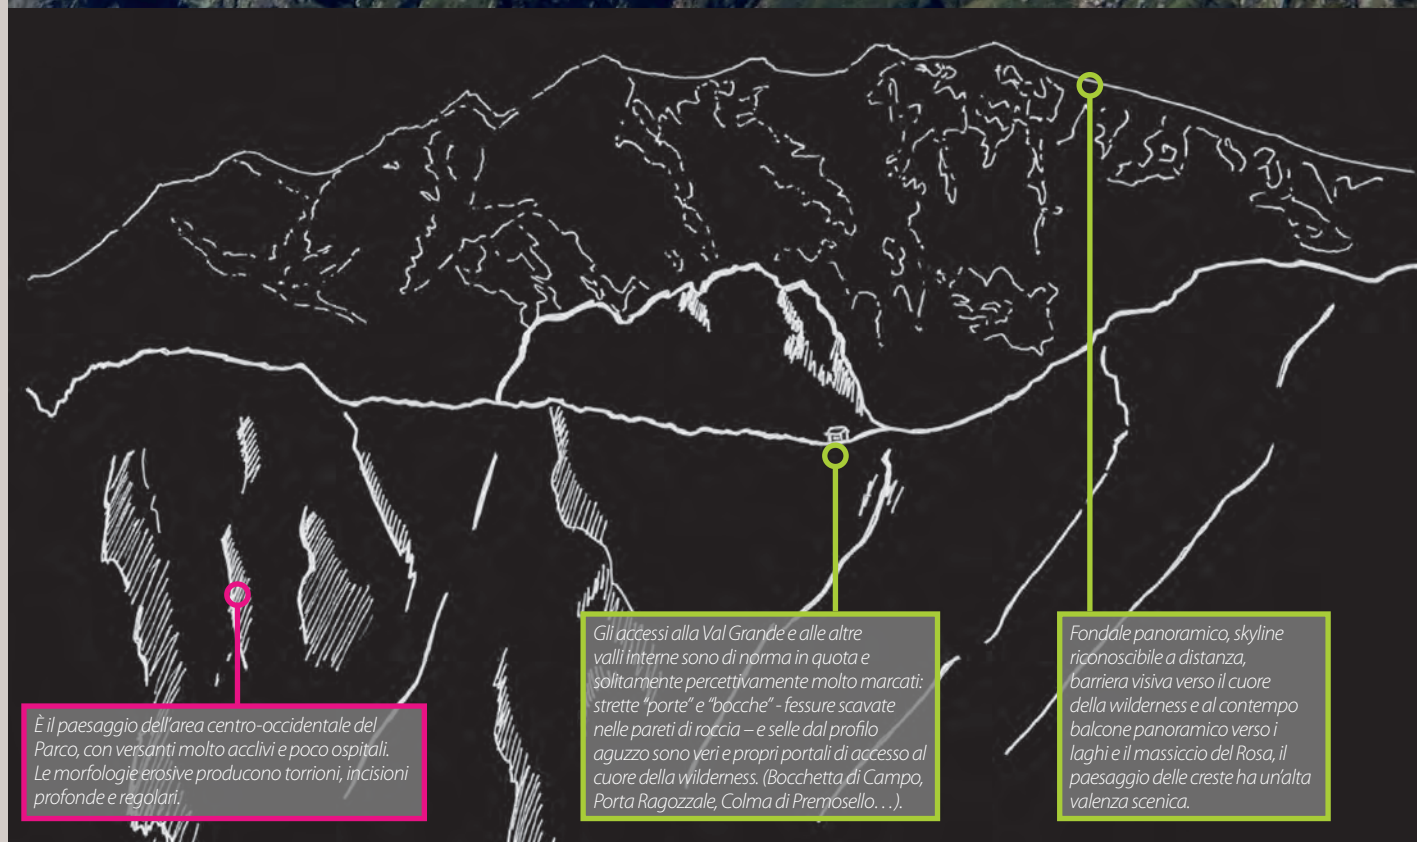 È il paesaggio dell’area centro-occidentale del
Parco, con versanti molto acclivi e poco ospitali.
Le morfologie erosive producono torrioni, incisioni
profonde e regolari.
Gli accessi alla Val Grande e alle altre
valli interne sono di norma in quota e
solitamente percettivamente molto marcati:
strette “porte” e “bocche” - fessure scavate
nelle pareti di roccia – e selle dal profilo
aguzzo sono veri e propri portali di accesso al
cuore della wilderness. (Bocchetta di Campo,
Porta Ragozzale, Colma di Premosello…).
Fondale panoramico, skyline
riconoscibile a distanza,
barriera visiva verso il cuore
della wilderness e al contempo
balcone panoramico verso i
laghi e il massiccio del Rosa, il
paesaggio delle creste ha un’alta
valenza scenica.